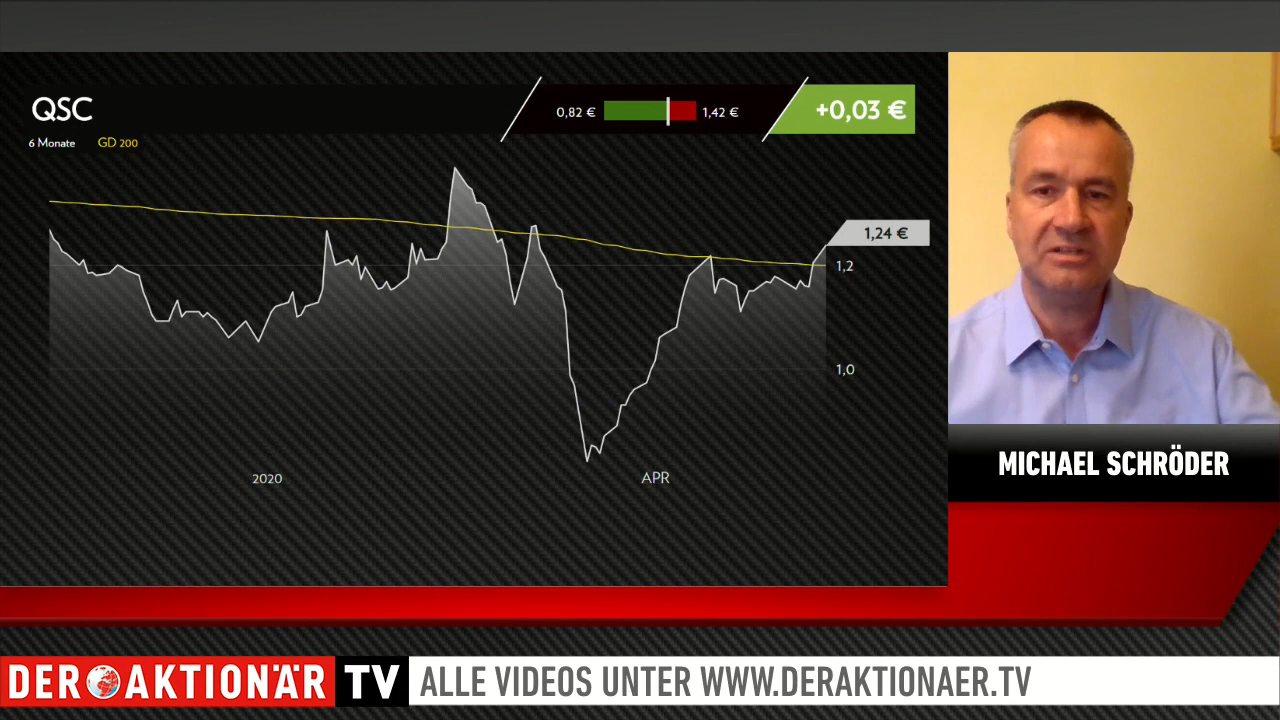 QSC
0,82 €
1,42 €
+0,03 €
6 Monate
GD 200
1,24 €
1,2
1,0
2020
APR
MICHAEL SCHRÖDER
DER AKTIONÄR TV
ALLE VIDEOS UNTER WWW.DERAKTIONAER.TV